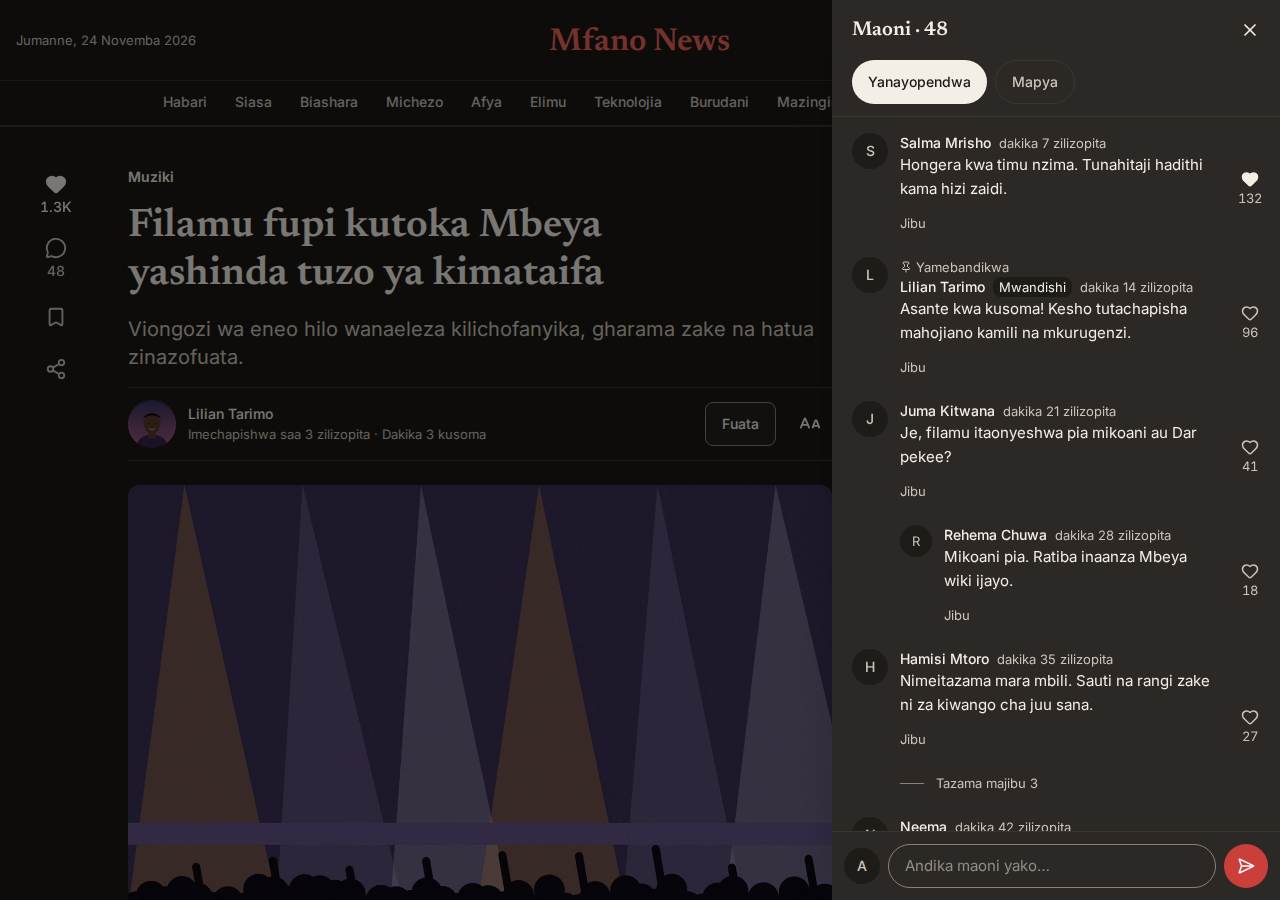 Jumanne, 24 Novemba 2026
Mfano News
Habari Siasa Biashara Michezo Afya Elimu Teknolojia Burudani
1.3K
48
Muziki
Filamu fupi kutoka Mbeya
yashinda tuzo ya kimataifa
Viongozi wa eneo hilo wanaeleza kilichofanyika, gharama zake na hatua
zinazofuata.
Lilian Tarimo
Imechapishwa saa 3 zilizopita · Dakika 3 kusoma
Fuata
AA
Maoni · 48
Yanayopendwa
Mapya
S
Salma Mrisho dakika 7 zilizopita
Hongera kwa timu nzima. Tunahitaji hadithi
kama hizi zaidi.
132
Jibu
L
Yamebandikwa
Lilian Tarimo Mwandishi dakika 14 zilizopita
Asante kwa kusoma! Kesho tutachapisha
mahojiano kamili na mkurugenzi.
96
Jibu
J
Juma Kitwana dakika 21 zilizopita
Je, filamu itaonyeshwa pia mikoani au Dar
pekee?
41
Jibu
R
Rehema Chuwa dakika 28 zilizopita
Mikoani pia. Ratiba inaanza Mbeya
wiki ijayo.
18
Jibu
H
Hamisi Mtoro dakika 35 zilizopita
Nimeitazama mara mbili. Sauti na rangi zake
ni za kiwango cha juu sana.
27
Jibu
Tazama majibu 3
Neema dakika 42 zilizopita
A
Andika maoni yako...